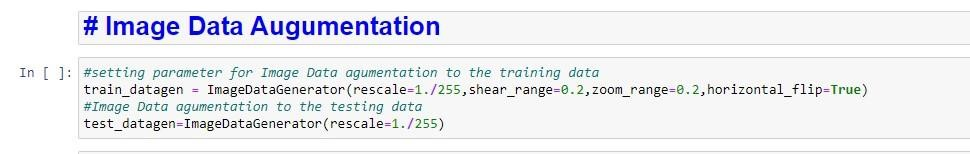 # Image Data Augumentation
In [ ]: #setting parameter for Image Data agumentation to the training data
train_datagen = ImageDataGenerator(rescale=1./255,shear_range=0.2,zoom_range=0.2,horizontal_flip=True)
#Image Data agumentation to the testing data
test_datagen=ImageDataGenerator(rescale=1./255)